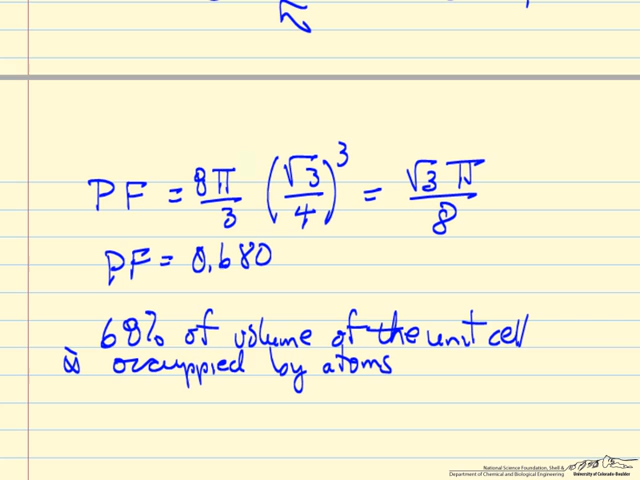 PF = 8π/3 (√3/4)³ = √3 π/8
PF = 0.680
68% of volume of the unit cell
is occuppied by atoms
National Science Foundation, Shell &
Department of Chemical and Biological Engineering
University of Colorado Boulder